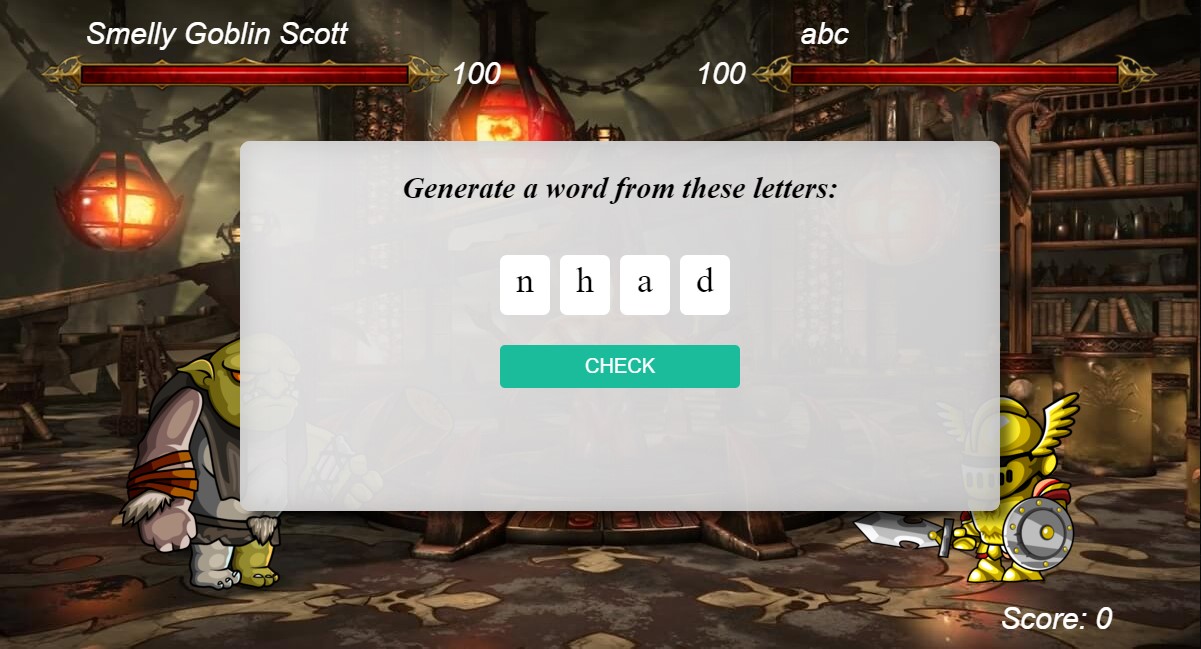 Smelly Goblin Scott
abc
100
100
Generate a word from these letters:
n h a d
CHECK
Score: 0